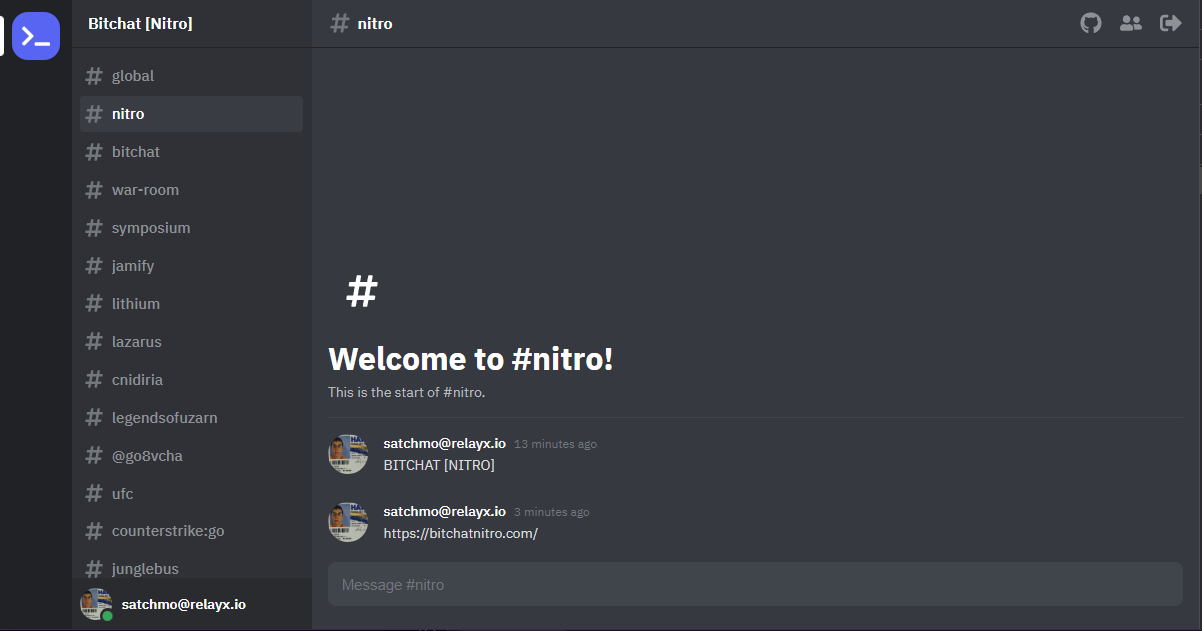 Bitchat [Nitro]
# global
# nitro
# bitchat
# war-room
# symposium
# jamify
# lithium
# lazarus
# cnidiria
# legendsofuzarn
# @go8vcha
# ufc
# counterstrike:go
# junglebus
satchmo@relayx.io
# nitro
#
Welcome to #nitro!
This is the start of #nitro.
satchmo@relayx.io 13 minutes ago
BITCHAT [NITRO]
satchmo@relayx.io 3 minutes ago
https://bitchatnitro.com/
Message #nitro